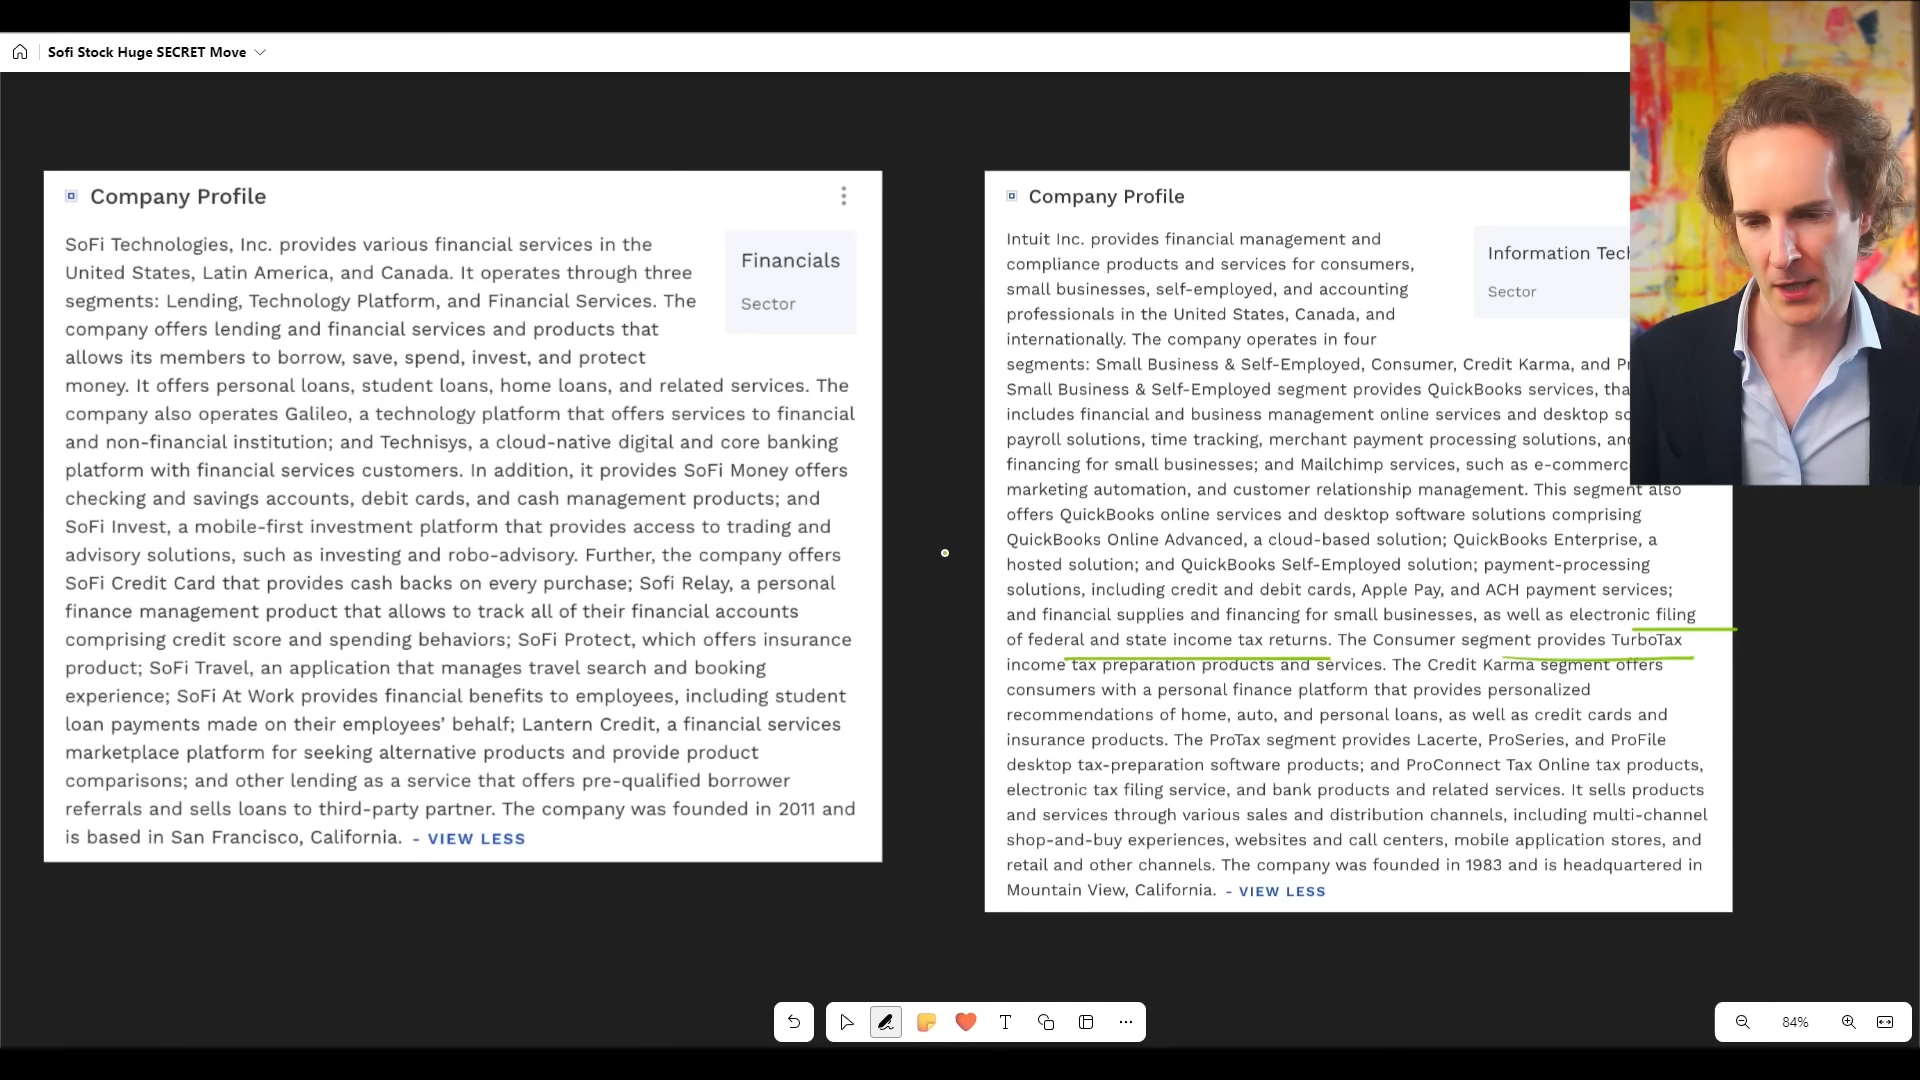 Sofi Stock Huge SECRET Move
Company Profile
SoFi Technologies, Inc. provides various financial services in the
United States, Latin America, and Canada. It operates through three
segments: Lending, Technology Platform, and Financial Services. The
company offers lending and financial services and products that
allows its members to borrow, save, spend, invest, and protect
money. It offers personal loans, student loans, home loans, and related services. The
company also operates Galileo, a technology platform that offers services to financial
and non-financial institution; and Technisys, a cloud-native digital and core banking
platform with financial services customers. In addition, it provides SoFi Money offers
checking and savings accounts, debit cards, and cash management products; and
SoFi Invest, a mobile-first investment platform that provides access to trading and
advisory solutions, such as investing and robo-advisory. Further, the company offers
SoFi Credit Card that provides cash backs on every purchase; Sofi Relay, a personal
finance management product that allows to track all of their financial accounts
comprising credit score and spending behaviors; SoFi Protect, which offers insurance
product; SoFi Travel, an application that manages travel search and booking
experience; SoFi At Work provides financial benefits to employees, including student
loan payments made on their employees’ behalf; Lantern Credit, a financial services
marketplace platform for seeking alternative products and provide product
comparisons; and other lending as a service that offers pre-qualified borrower
referrals and sells loans to third-party partner. The company was founded in 2011 and
is based in San Francisco, California. - VIEW LESS
Financials
Sector
Company Profile
Intuit Inc. provides financial management and
compliance products and services for consumers,
small businesses, self-employed, and accounting
professionals in the United States, Canada, and
internationally. The company operates in four
segments: Small Business & Self-Employed, Consumer, Credit Karma, and
Small Business & Self-Employed segment provides QuickBooks services,
includes financial and business management online services and desktop
payroll solutions, time tracking, merchant payment processing solutions,
financing for small businesses; and Mailchimp services, such as
marketing automation, and customer relationship management. This segment also
offers QuickBooks online services and desktop software solutions comprising
QuickBooks Online Advanced, a cloud-based solution; QuickBooks Enterprise, a
hosted solution; and QuickBooks Self-Employed solution; payment-processing
solutions, including credit and debit cards, Apple Pay, and ACH payment services;
and financial supplies and financing for small businesses, as well as electronic filing
of federal and state income tax returns. The Consumer segment provides TurboTax
income tax preparation products and services. The Credit Karma segment offers
consumers with a personal finance platform that provides personalized
recommendations of home, auto, and personal loans, as well as credit cards and
insurance products. The ProTax segment provides Lacerte, ProSeries, and ProFile
desktop tax-preparation software products; and ProConnect Tax Online tax products,
electronic tax filing service, and bank products and related services. It sells products
and services through various sales and distribution channels, including multi-channel
shop-and-buy experiences, websites and call centers, mobile application stores, and
retail and other channels. The company was founded in 1983 and is headquartered in
Mountain View, California. - VIEW LESS
Information
Sector
84%